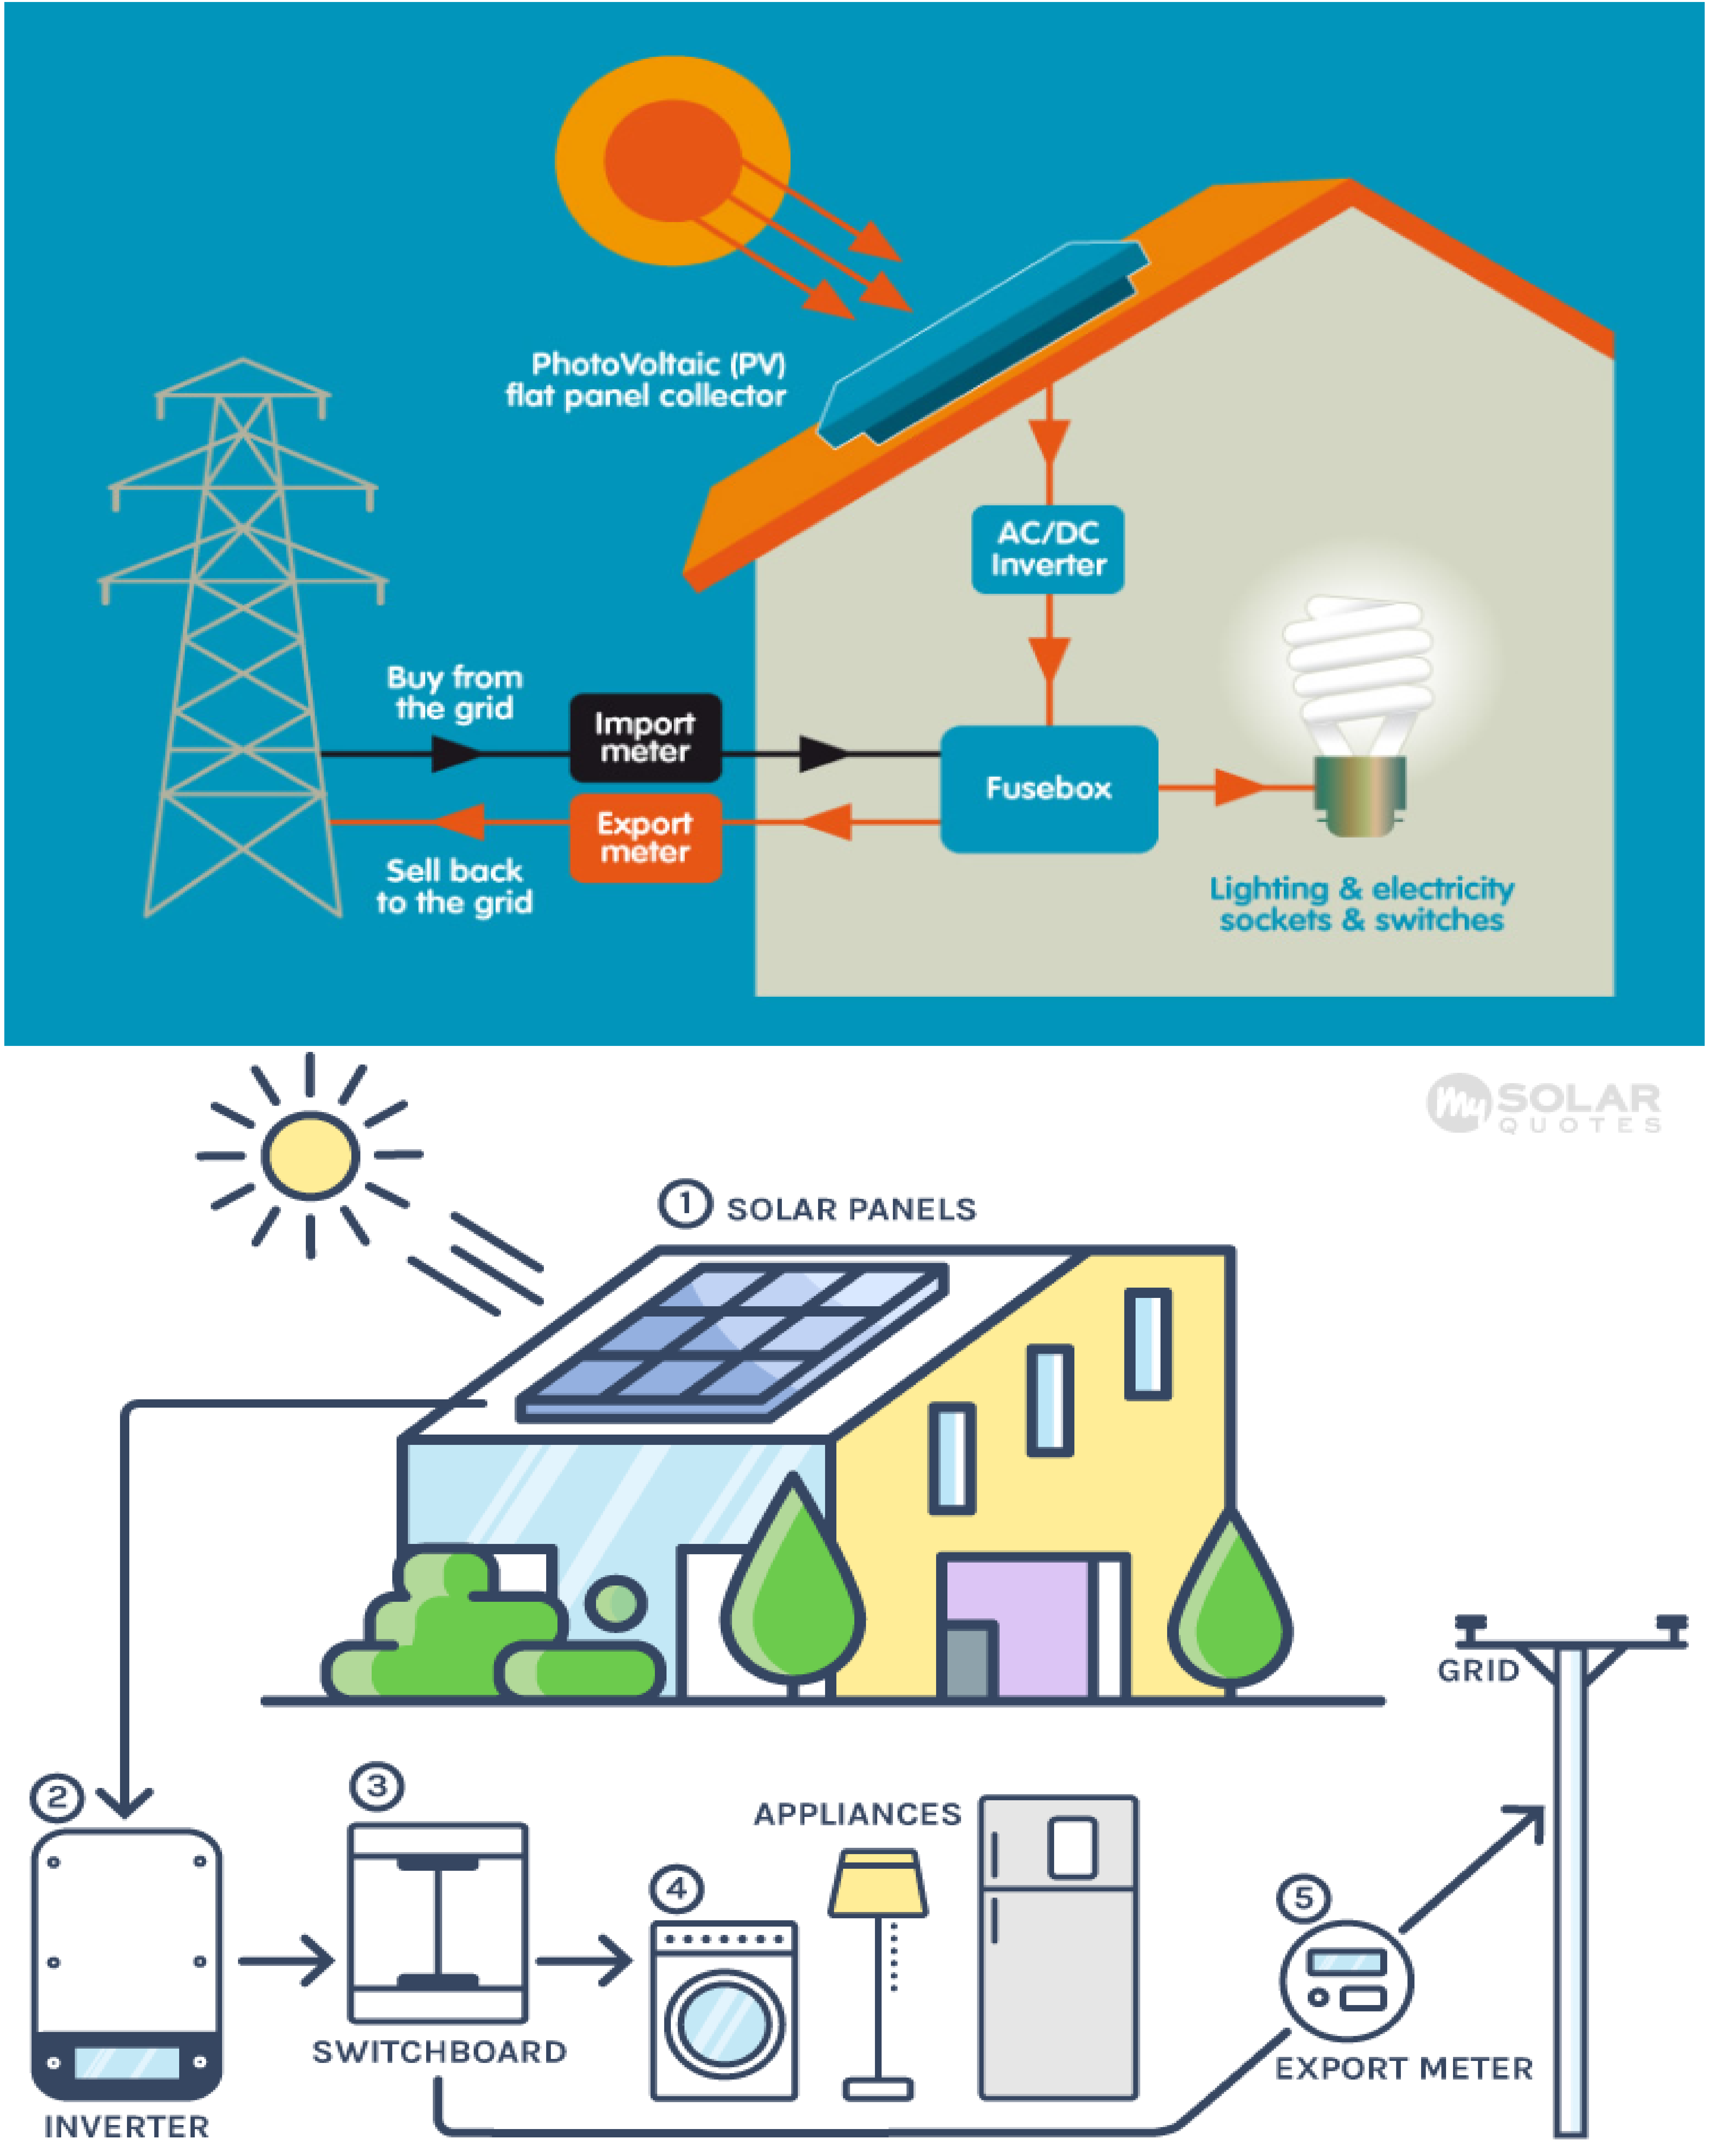 PhotoVoltaic (PV)
flat panel collector
AC/DC
Inverter
Buy from
the grid
Import
meter
Fusebox
Export
meter
Sell back
to the grid
Lighting & electricity
sockets & switches
My SOLAR
QUOTES
1 SOLAR PANELS
GRID
2
3
APPLIANCES
4
5
SWITCHBOARD
EXPORT METER
INVERTER